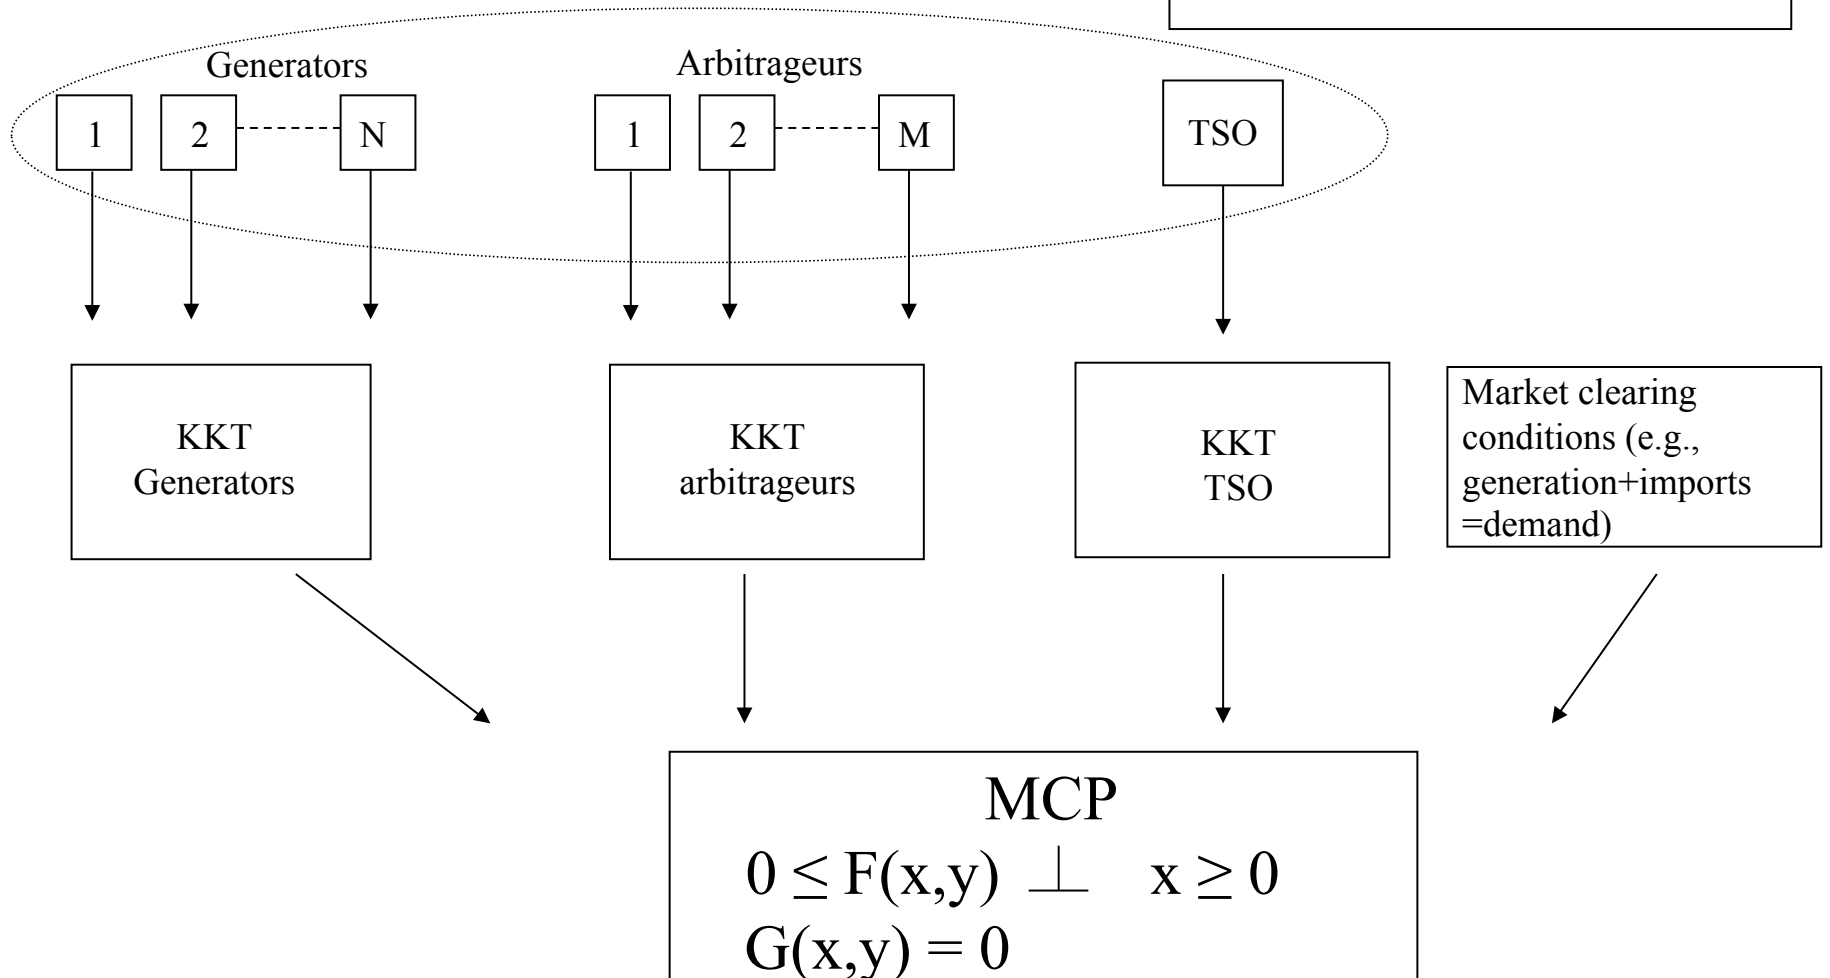 Generators
Arbitrageurs
1
2
N
1
2
M
TSO
KKT
Generators
KKT
arbitrageurs
KKT
TSO
Market clearing
conditions (e.g.,
generation+imports
=demand)
MCP
0 ≤ F(x,y) ⊥ x ≥ 0
G(x,y) = 0